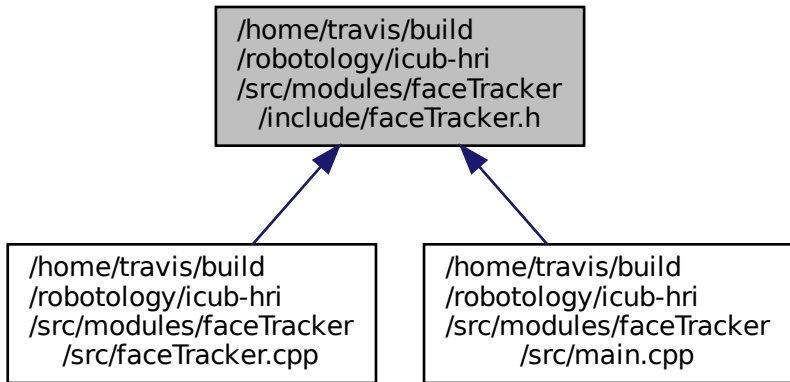 /home/travis/build
/robotology/icub-hri
/src/modules/faceTracker
/include/faceTracker.h
/home/travis/build
/robotology/icub-hri
/src/modules/faceTracker
/src/faceTracker.cpp
/home/travis/build
/robotology/icub-hri
/src/modules/faceTracker
/src/main.cpp